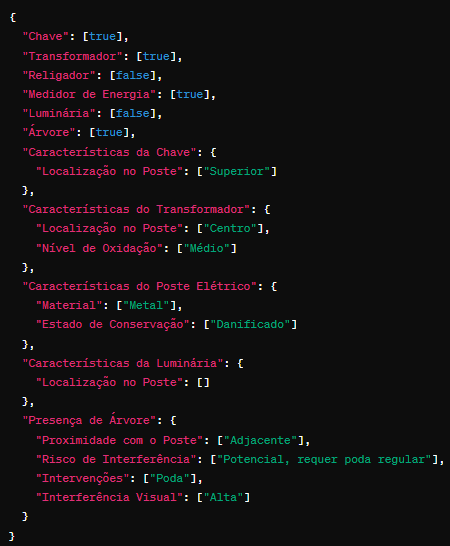 {
"Chave": [true],
"Transformador": [true],
"Religador": [false],
"Medidor de Energia": [true],
"Luminária": [false],
"Árvore": [true],
"Características da Chave": {
"Localização no Poste": ["Superior"]
},
"Características do Transformador": {
"Localização no Poste": ["Centro"],
"Nível de Oxidação": ["Médio"]
},
"Características do Poste Elétrico": {
"Material": ["Metal"],
"Estado de Conservação": ["Danificado"]
},
"Características da Luminária": {
"Localização no Poste": []
},
"Presença de Árvore": {
"Proximidade com o Poste": ["Adjacente"],
"Risco de Interferência": ["Potencial, requer poda regular"],
"Intervenções": ["Poda"],
"Interferência Visual": ["Alta"]
}
}